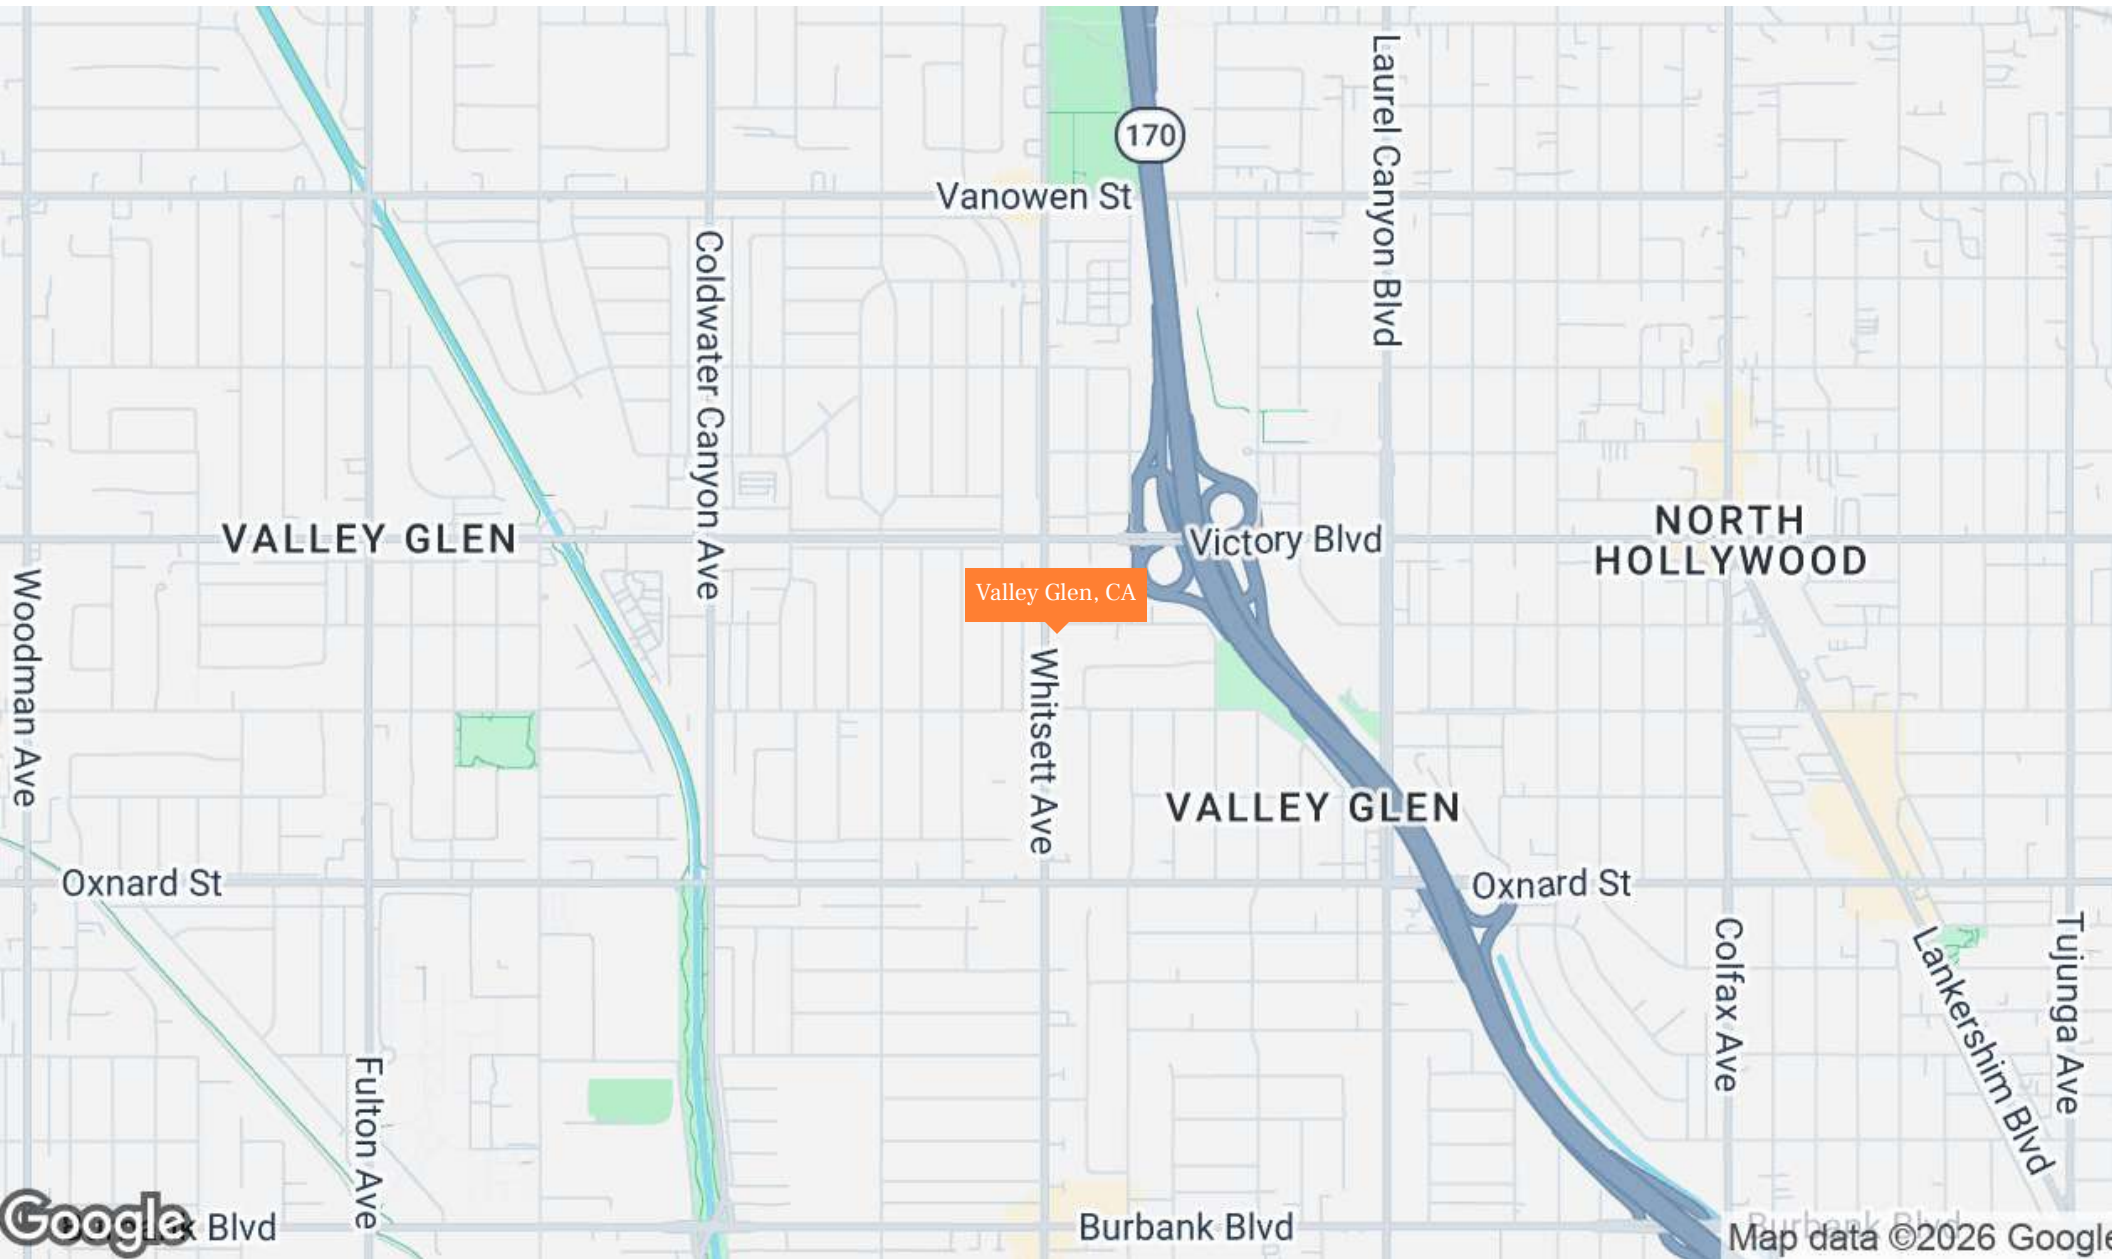 170
Vanowen St
Laurel Canyon Blvd
Coldwater Canyon Ave
VALLEY GLEN
Victory Blvd
NORTH
HOLLYWOOD
Woodman Ave
Valley Glen, CA
Whitsett Ave
VALLEY GLEN
Oxnard St
Oxnard St
Colfax Ave
Tujunga Ave
Lankershim Blvd
Fulton Ave
Google
Blvd
Burbank Blvd
Burbank Blvd
Map data ©2026 Google